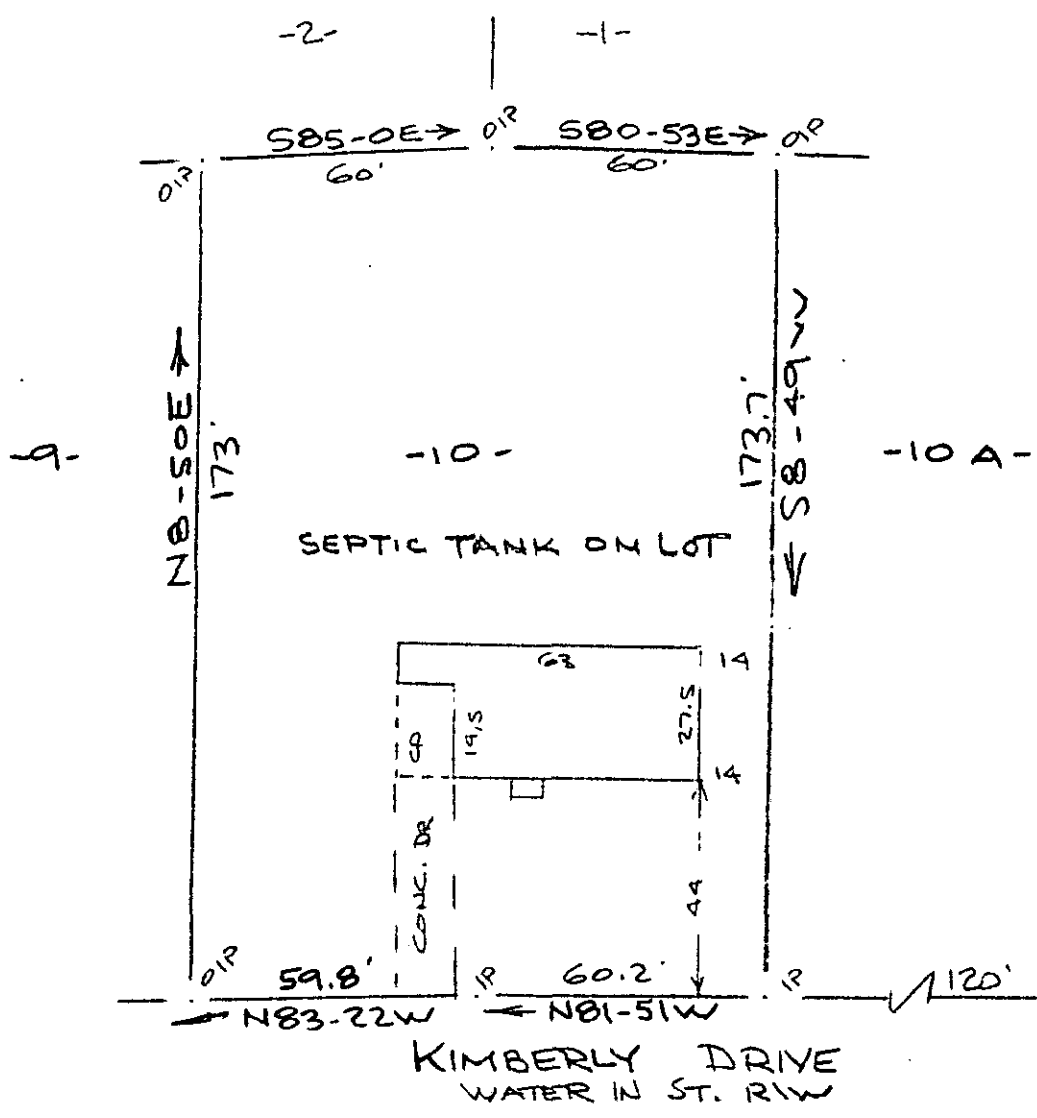 -2- -1-
S85-0E→ OIP S80-53E→ OIP
OIP 60' 60'
N8-50E →
173'
173.7'
← S8-49W
-9- -10- -10A-
SEPTIC TANK ON LOT
63 14
19.5 27.5
CP
14
CONC. DR
44
OIP 59.8' IP 60.2' IP 120'
← N83-22W ← N81-51W
KIMBERLY DRIVE
WATER IN ST. R/W